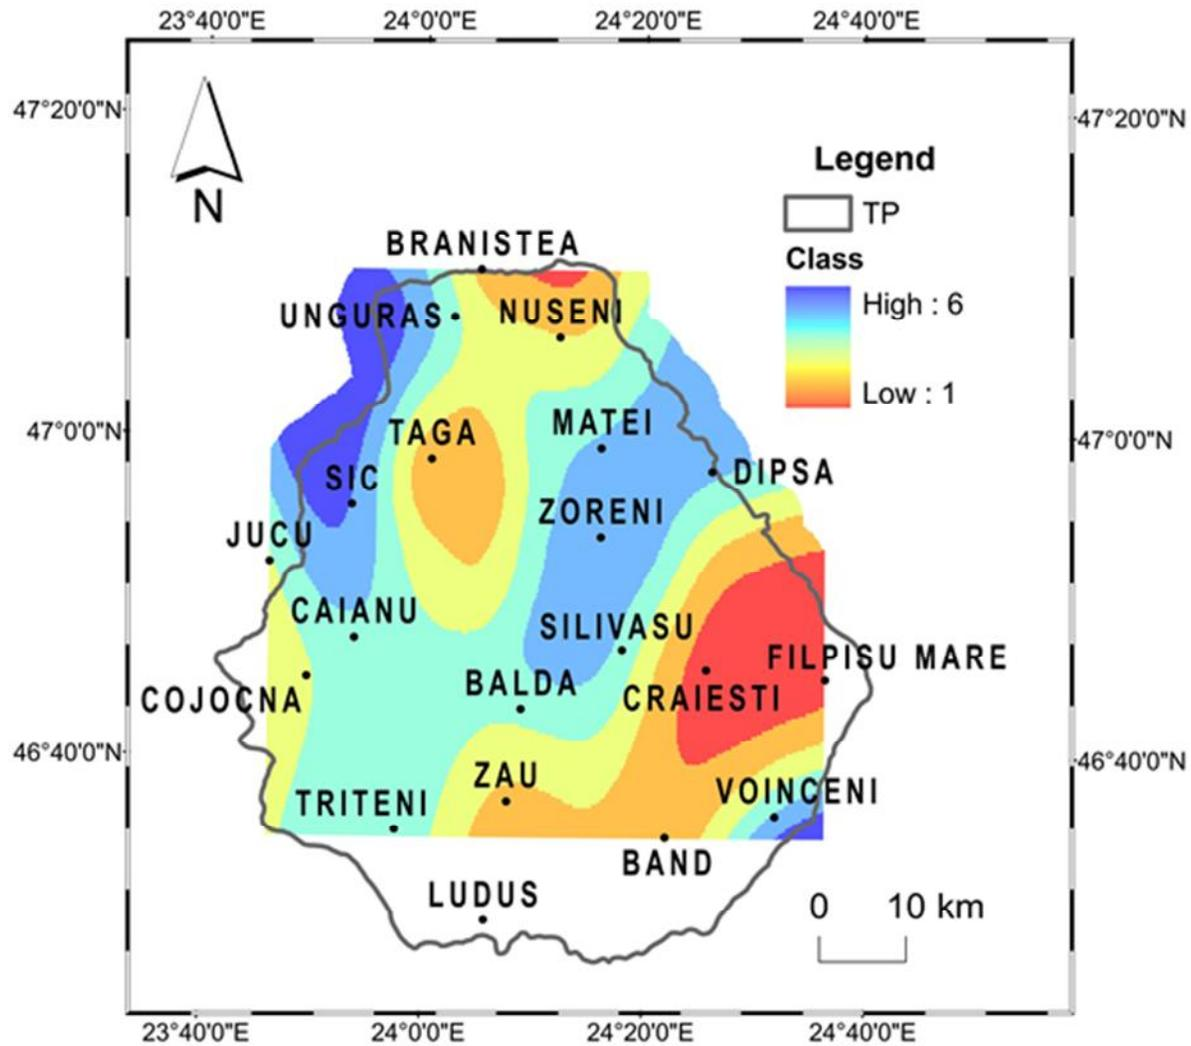 23°40'0"E 24°0'0"E 24°20'0"E 24°40'0"E
47°20'0"N 47°20'0"N
N
Legend
TP
Class
High : 6
Low : 1
BRANISTEA
UNGURAS NUSENI
47°0'0"N 47°0'0"N
TAGA MATEI
SIC DIPSA
JUCU ZORENI
CAIANU SILIVASU
FILPISU MARE
COJOCNA BALDA CRAIESTI
46°40'0"N 46°40'0"N
TRITENI ZAU VOINCENI
BAND
LUDUS
0 10 km
23°40'0"E 24°0'0"E 24°20'0"E 24°40'0"E